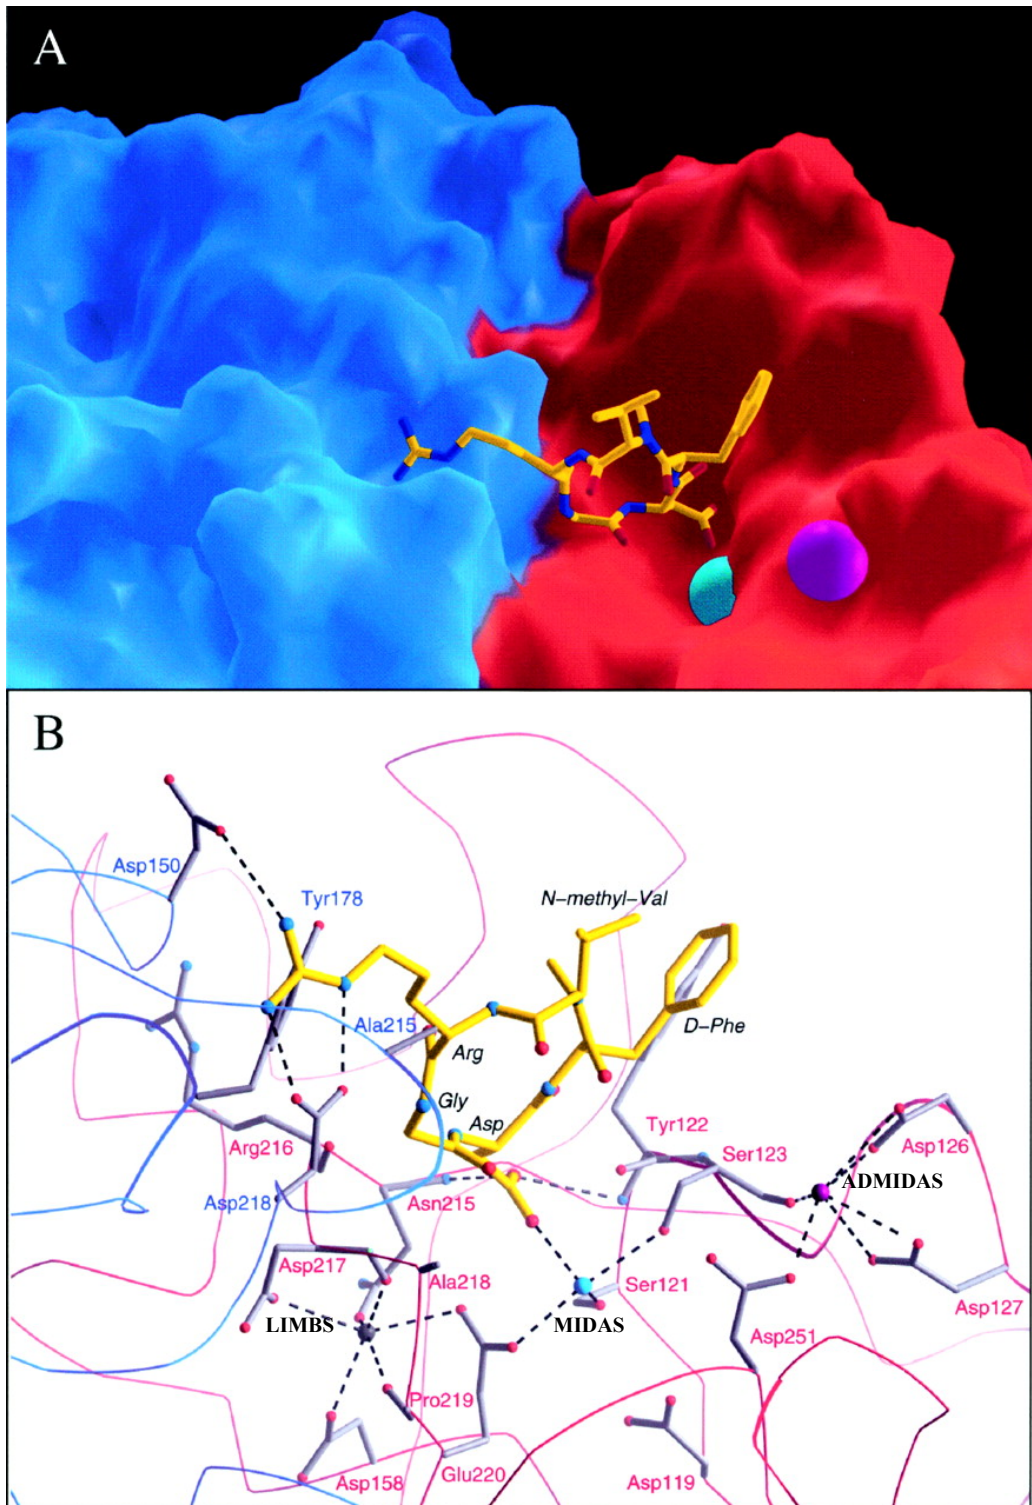 A
B
Asp150
Tyr178
N-methyl-Val
Ala215
Arg
D-Phe
Gly
Asp
Tyr122
Ser123
Asp126
Arg216
ADMIDAS
Asp218
Asn215
Asp217
Ala218
Ser121
Asp127
LIMBS
MIDAS
Asp251
Pro219
Asp158
Glu220
Asp119